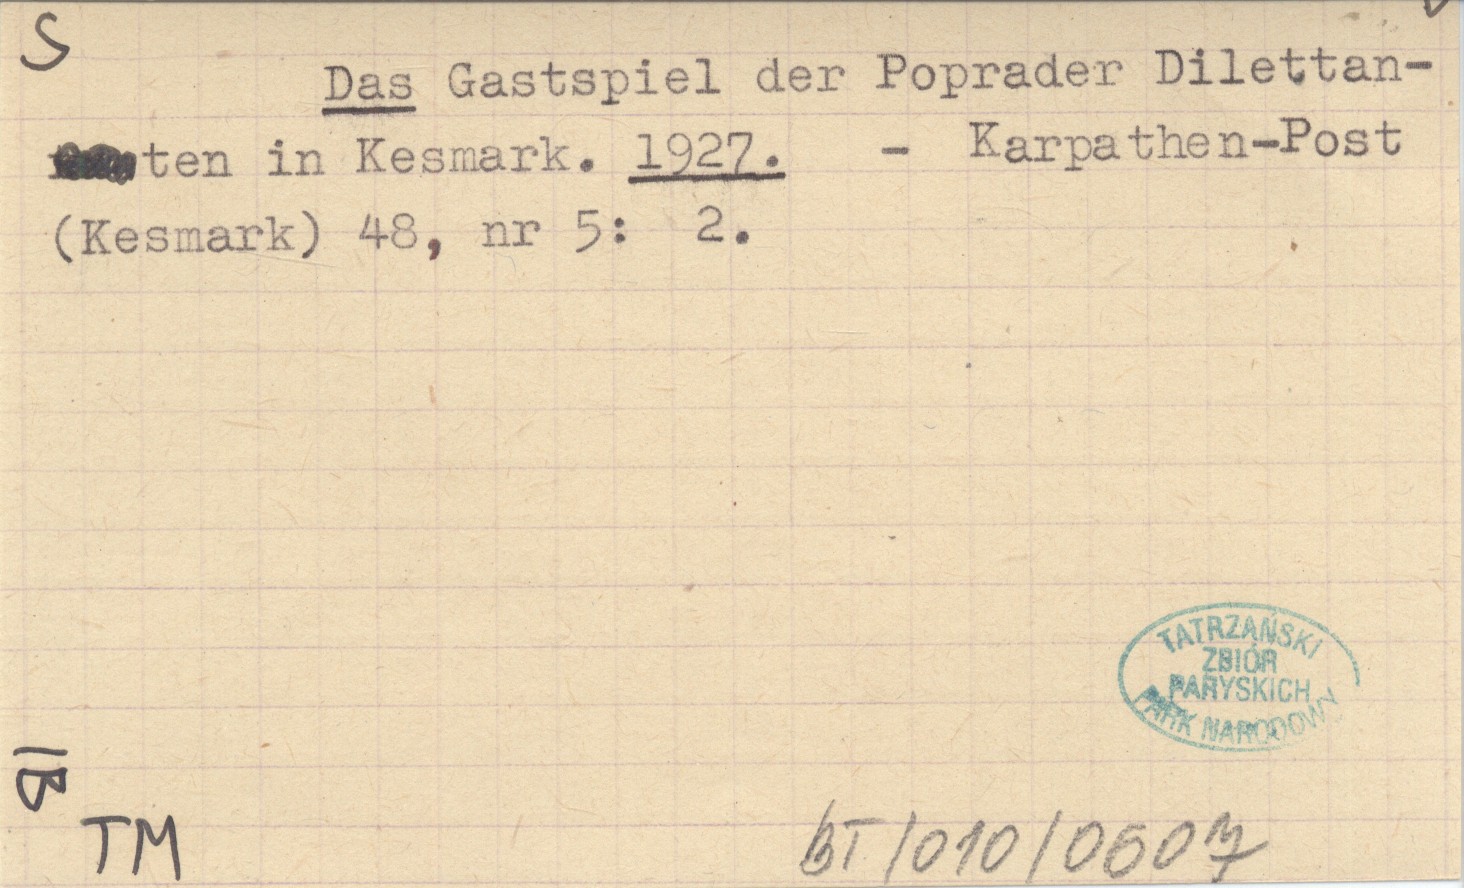 S
Das Gastspiel der Poprader Dilettan-
ten in Kesmark. 1927. - Karpathen-Post
(Kesmark) 48, nr 5: 2.
TATRZAŃSKI
ZBIÓR
PARYSKICH
PARK NARODOWY
IB
TM
BT/010/0607